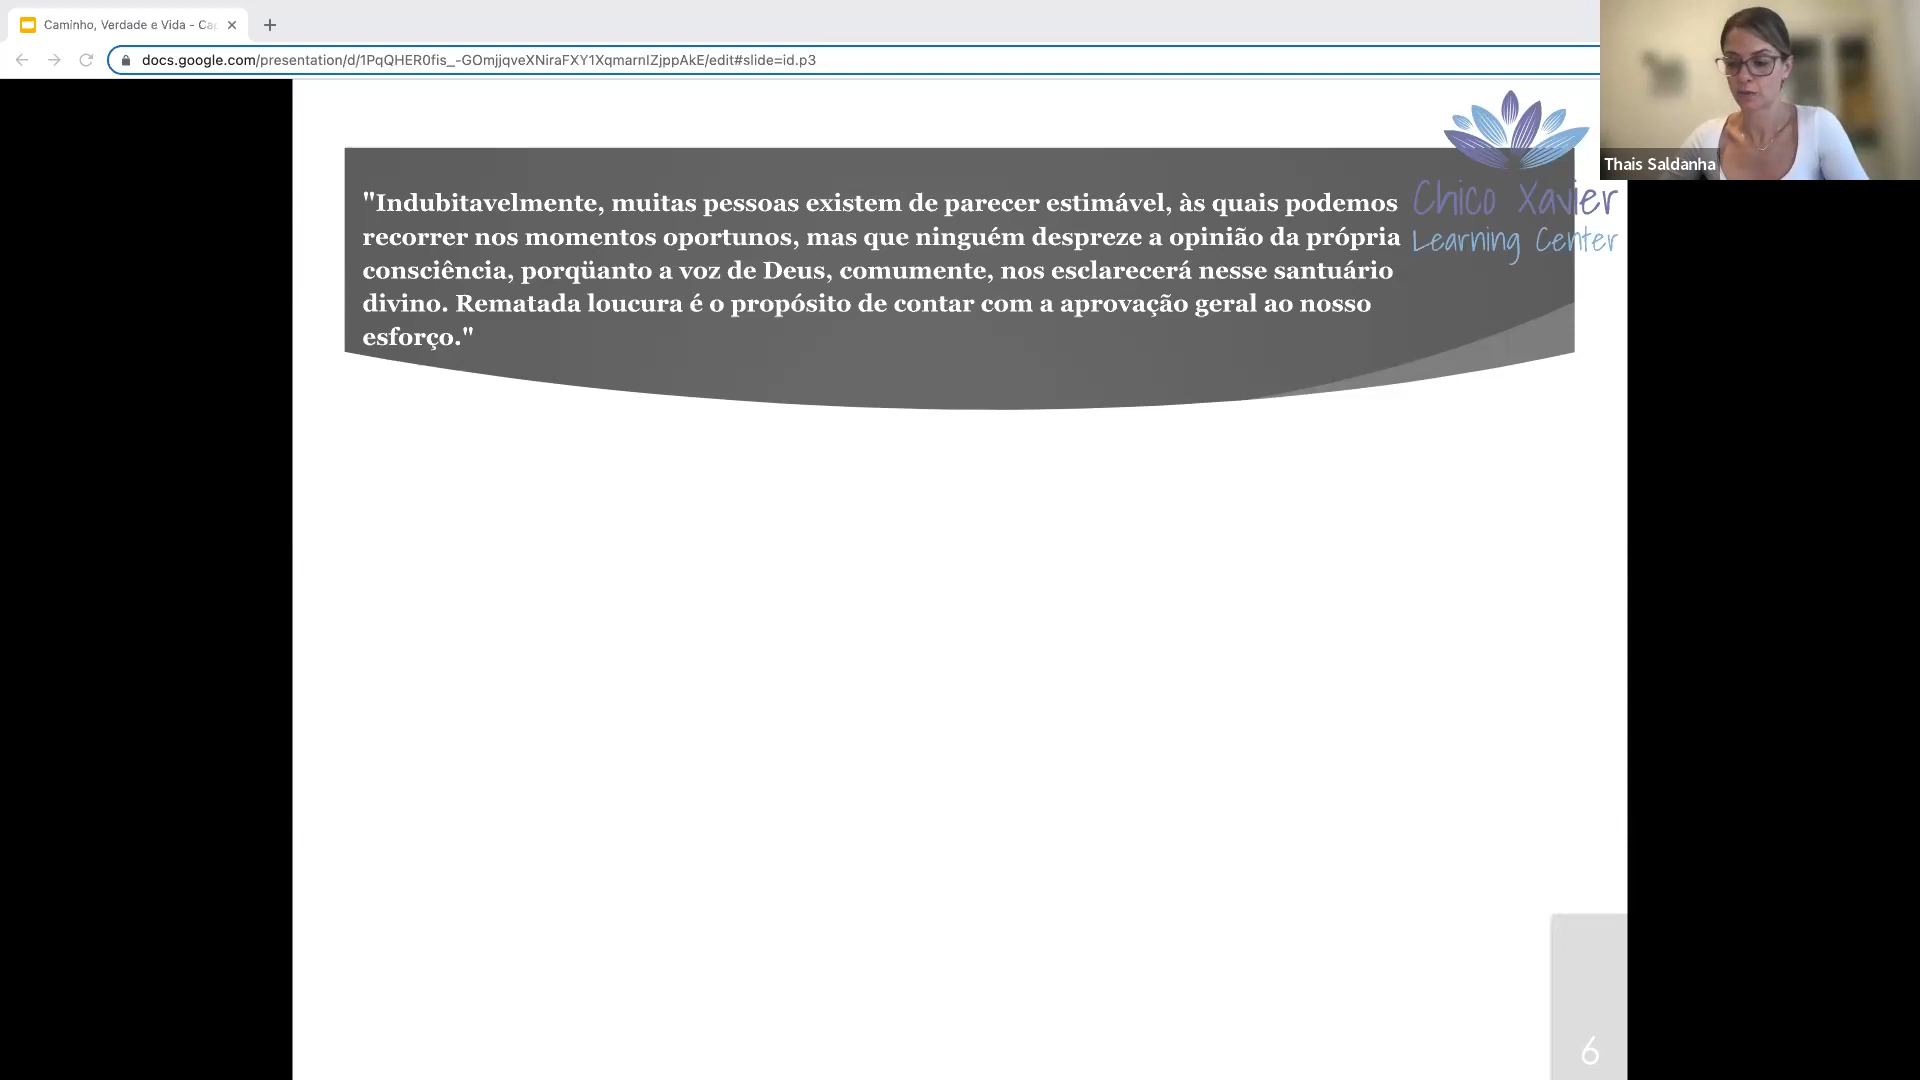 Caminho, Verdade e Vida - Ca
docs.google.com/presentation/d/1PqQHER0fis_-GOmjjqveXNiraFXY1XqmarnIZjppAkE/edit#slide=id.p3
Thais Saldanha
Chico Xavier
Learning Center
"Indubitavelmente, muitas pessoas existem de parecer estimável, às quais podemos
recorrer nos momentos oportunos, mas que ninguém despreze a opinião da própria
consciência, porqüanto a voz de Deus, comumente, nos esclarecerá nesse santuário
divino. Rematada loucura é o propósito de contar com a aprovação geral ao nosso
esforço."
6